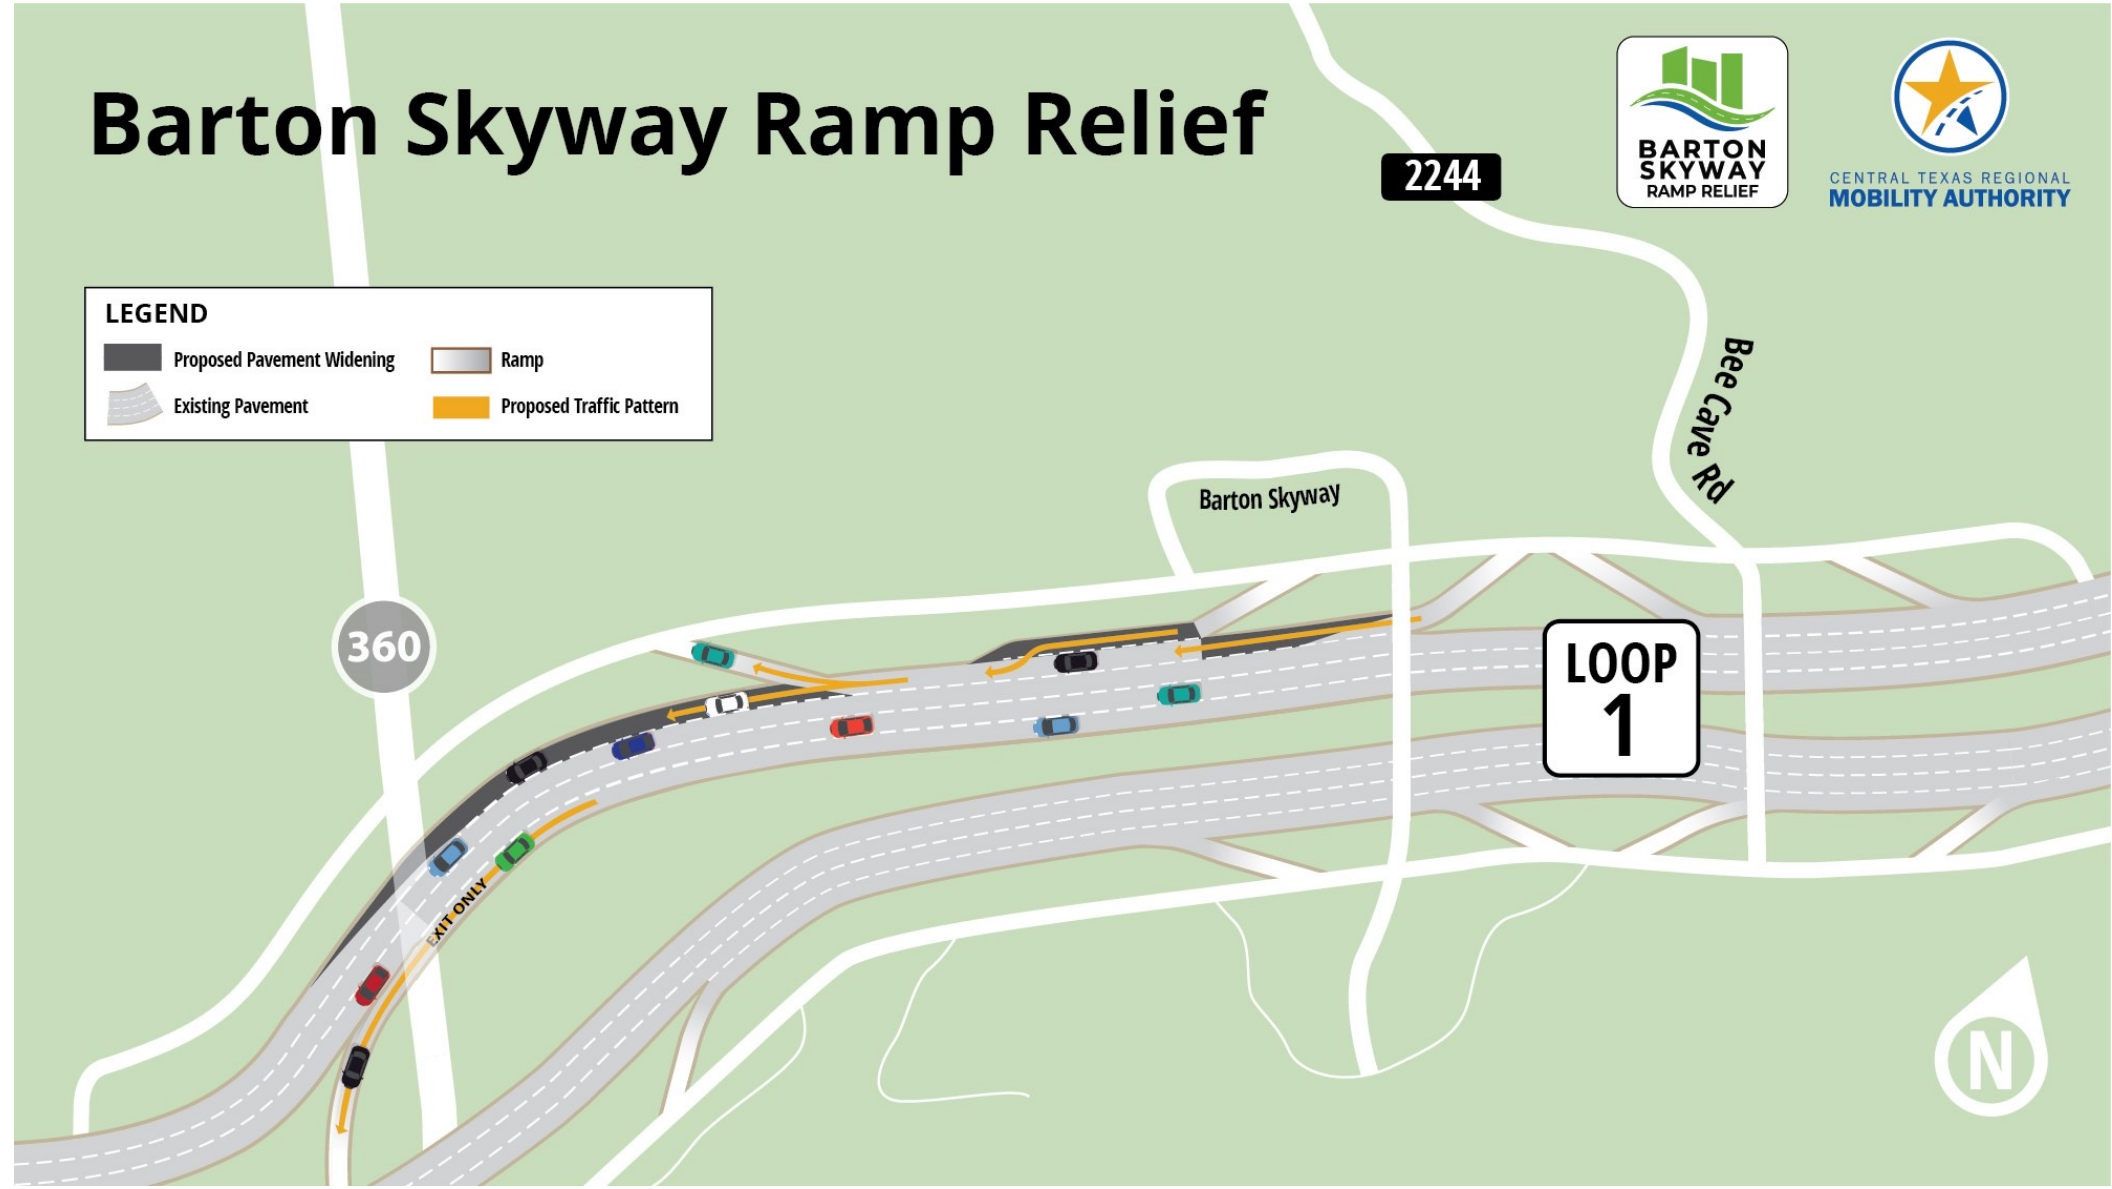 Barton Skyway Ramp Relief
2244
BARTON
SKYWAY
RAMP RELIEF
CENTRAL TEXAS REGIONAL
MOBILITY AUTHORITY
LEGEND
Proposed Pavement Widening
Ramp
Existing Pavement
Proposed Traffic Pattern
Bee Cave Rd
Barton Skyway
360
LOOP
1
EXIT ONLY
N